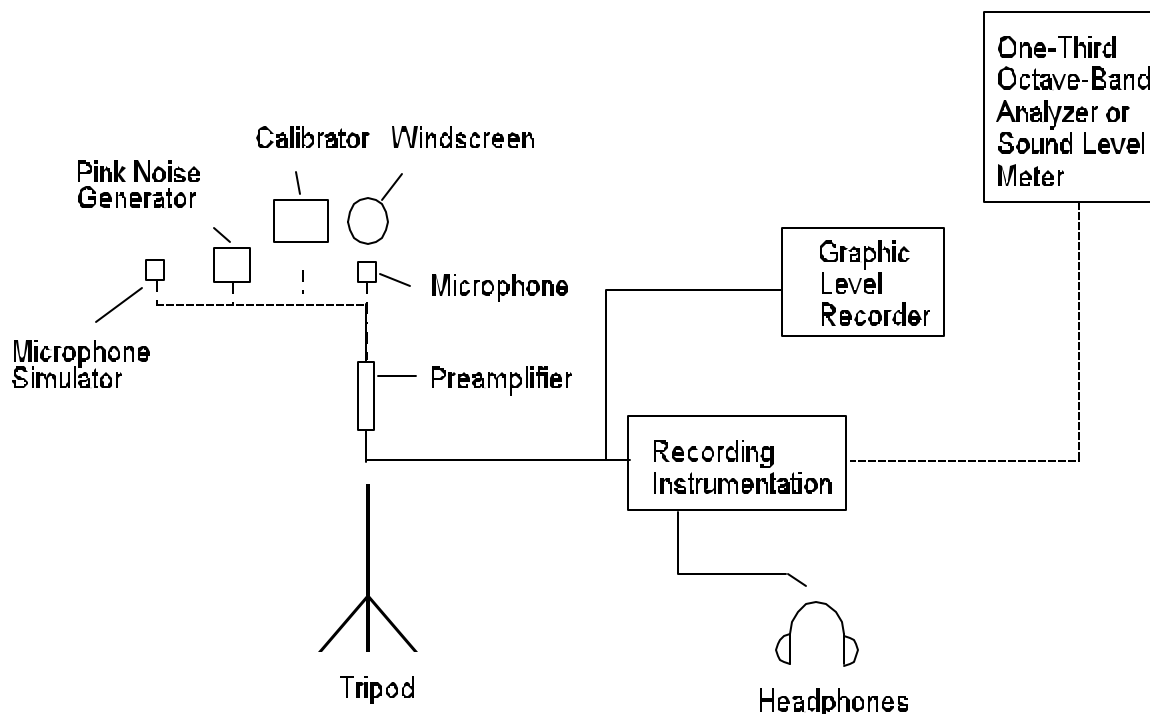 One-Third
Octave-Band
Analyzer or
Sound Level
Meter
Calibrator
Windscreen
Pink Noise
Generator
Graphic
Level
Recorder
Microphone
Microphone
Simulator
Preamplifier
Recording
Instrumentation
Tripod
Headphones